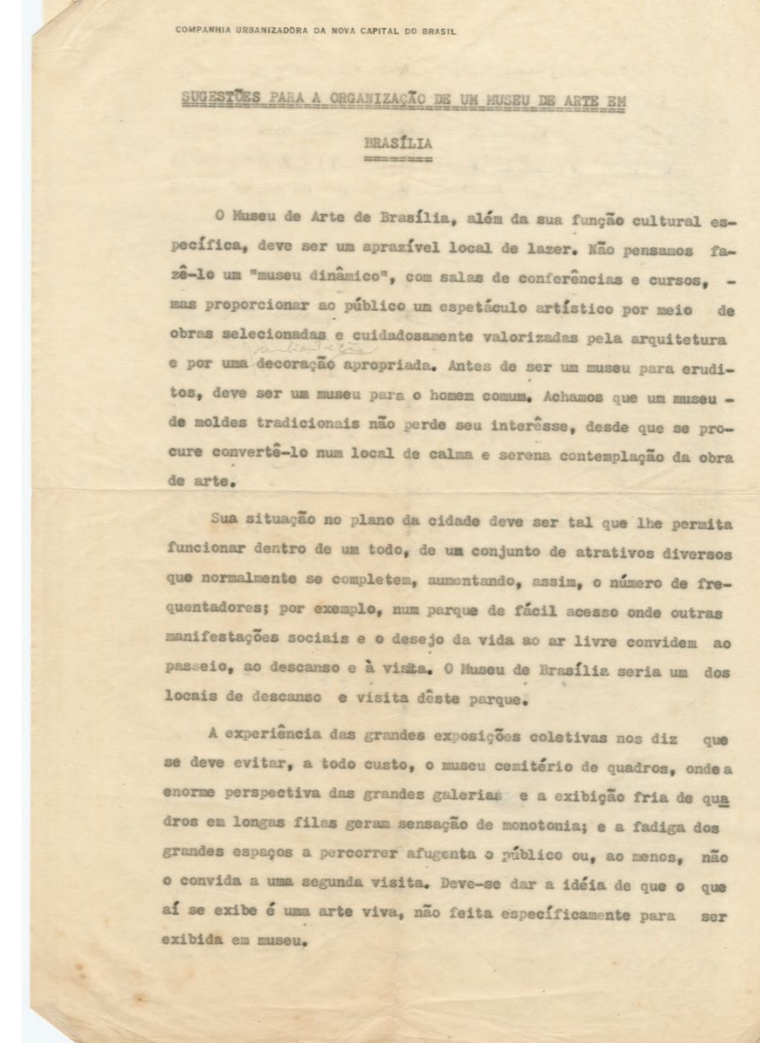 COMPANHIA URBANIZADORA DA NOVA CAPITAL DO BRASIL
SUGESTÕES PARA A ORGANIZAÇÃO DE UM MUSEU DE ARTE EM
BRASÍLIA
O Museu de Arte de Brasília, além da sua função cultural es-
pecífica, deve ser um aprazível local de lazer. Não pensamos fa-
zê-lo um "museu dinâmico", com salas de conferências e cursos, -
mas proporcionar ao público um espetáculo artístico por meio de
obras selecionadas e cuidadosamente valorizadas pela arquitetura
ambientação
e por uma decoração apropriada. Antes de ser um museu para erudi-
tos, deve ser um museu para o homem comum. Achamos que um museu -
de moldes tradicionais não perde seu interêsse, desde que se pro-
cure convertê-lo num local de calma e serena contemplação da obra
de arte.
Sua situação no plano da cidade deve ser tal que lhe permita
funcionar dentro de um todo, de um conjunto de atrativos diversos
que normalmente se completem, aumentando, assim, o número de fre-
quentadores; por exemplo, num parque de fácil acesso onde outras
manifestações sociais e o desejo da vida ao ar livre convidem ao
passeio, ao descanso e à visita. O Museu de Brasília seria um dos
locais de descanso e visita dêste parque.
A experiência das grandes exposições coletivas nos diz que
se deve evitar, a todo custo, o museu cemitério de quadros, onde a
enorme perspectiva das grandes galerias e a exibição fria de qua
dros em longas filas geram sensação de monotonia; e a fadiga dos
grandes espaços a percorrer afugenta o público ou, ao menos, não
o convida a uma segunda visita. Deve-se dar a idéia de que o que
aí se exibe é uma arte viva, não feita especìficamente para ser
exibida em museu.